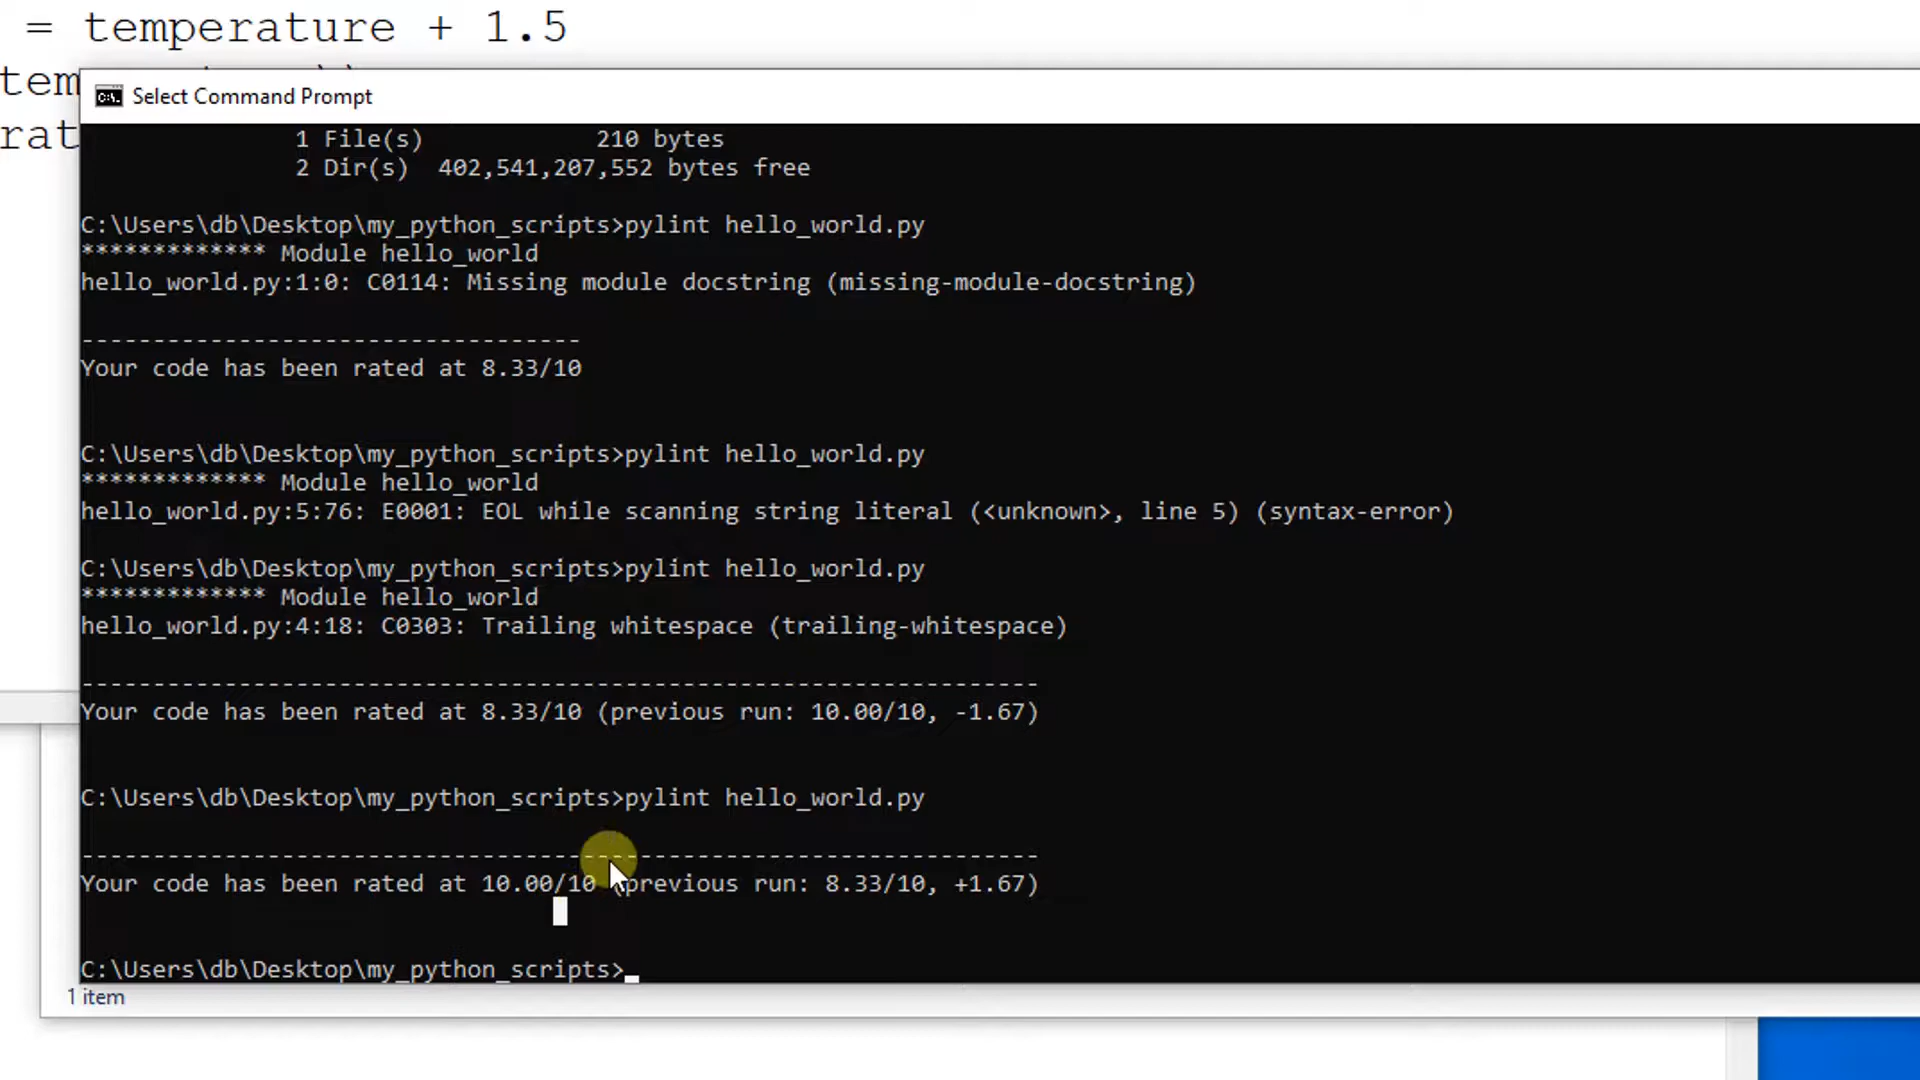 = temperature + 1.5
tem
rat
Select Command Prompt
1 File(s) 210 bytes
2 Dir(s) 402,541,207,552 bytes free
C:\Users\db\Desktop\my_python_scripts>pylint hello_world.py
************* Module hello_world
hello_world.py:1:0: C0114: Missing module docstring (missing-module-docstring)
-----------------------------------
Your code has been rated at 8.33/10
C:\Users\db\Desktop\my_python_scripts>pylint hello_world.py
************* Module hello_world
hello_world.py:5:76: E0001: EOL while scanning string literal (<unknown>, line 5) (syntax-error)
C:\Users\db\Desktop\my_python_scripts>pylint hello_world.py
************* Module hello_world
hello_world.py:4:18: C0303: Trailing whitespace (trailing-whitespace)
-------------------------------------------------------------------
Your code has been rated at 8.33/10 (previous run: 10.00/10, -1.67)
C:\Users\db\Desktop\my_python_scripts>pylint hello_world.py
-------------------------------------------------------------------
Your code has been rated at 10.00/10 (previous run: 8.33/10, +1.67)
C:\Users\db\Desktop\my_python_scripts>
1 item